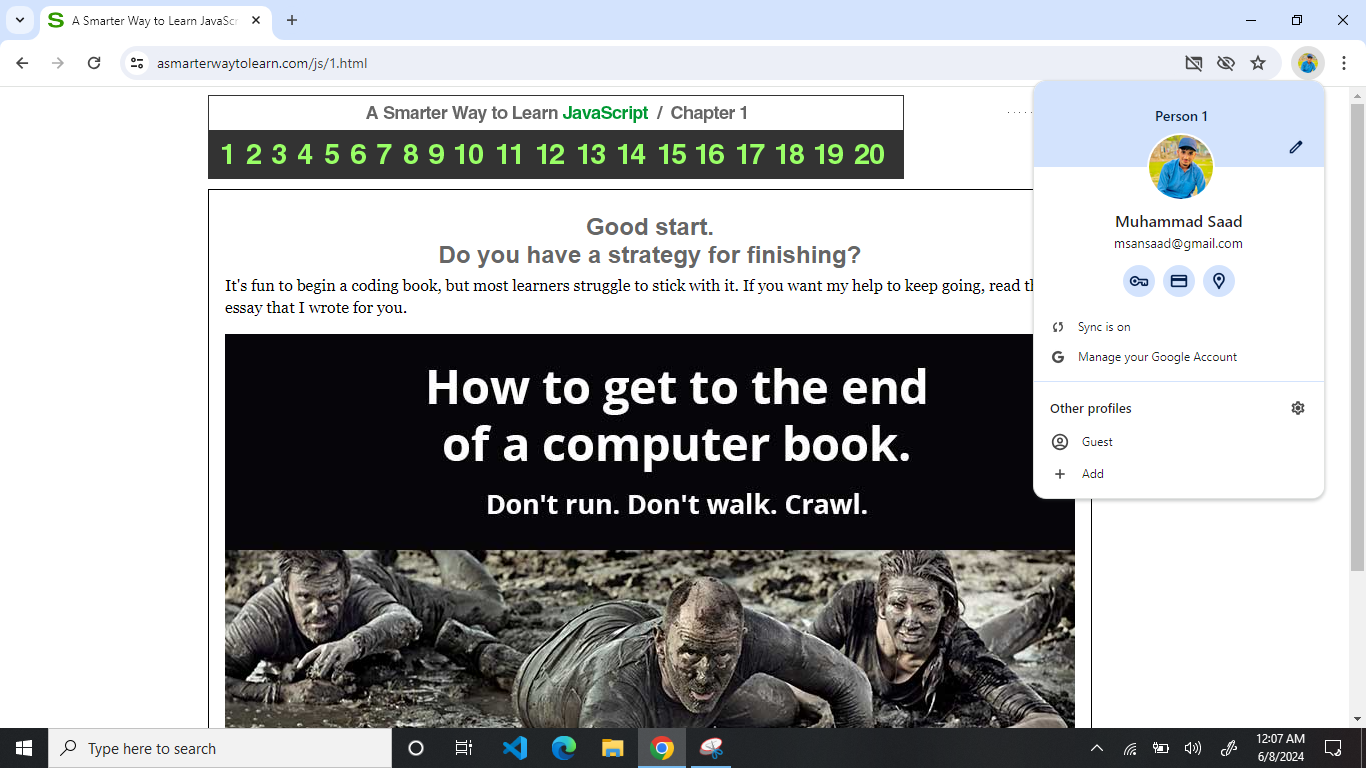 A Smarter Way to Learn JavaScr
asmarterwaytolearn.com/js/1.html
A Smarter Way to Learn JavaScript / Chapter 1
1 2 3 4 5 6 7 8 9 10 11 12 13 14 15 16 17 18 19 20
Good start.
Do you have a strategy for finishing?
It's fun to begin a coding book, but most learners struggle to stick with it. If you want my help to keep going, read
essay that I wrote for you.
How to get to the end
of a computer book.
Don't run. Don't walk. Crawl.
Person 1
Muhammad Saad
msansaad@gmail.com
Sync is on
Manage your Google Account
Other profiles
Guest
Add
Type here to search
12:07 AM
6/8/2024